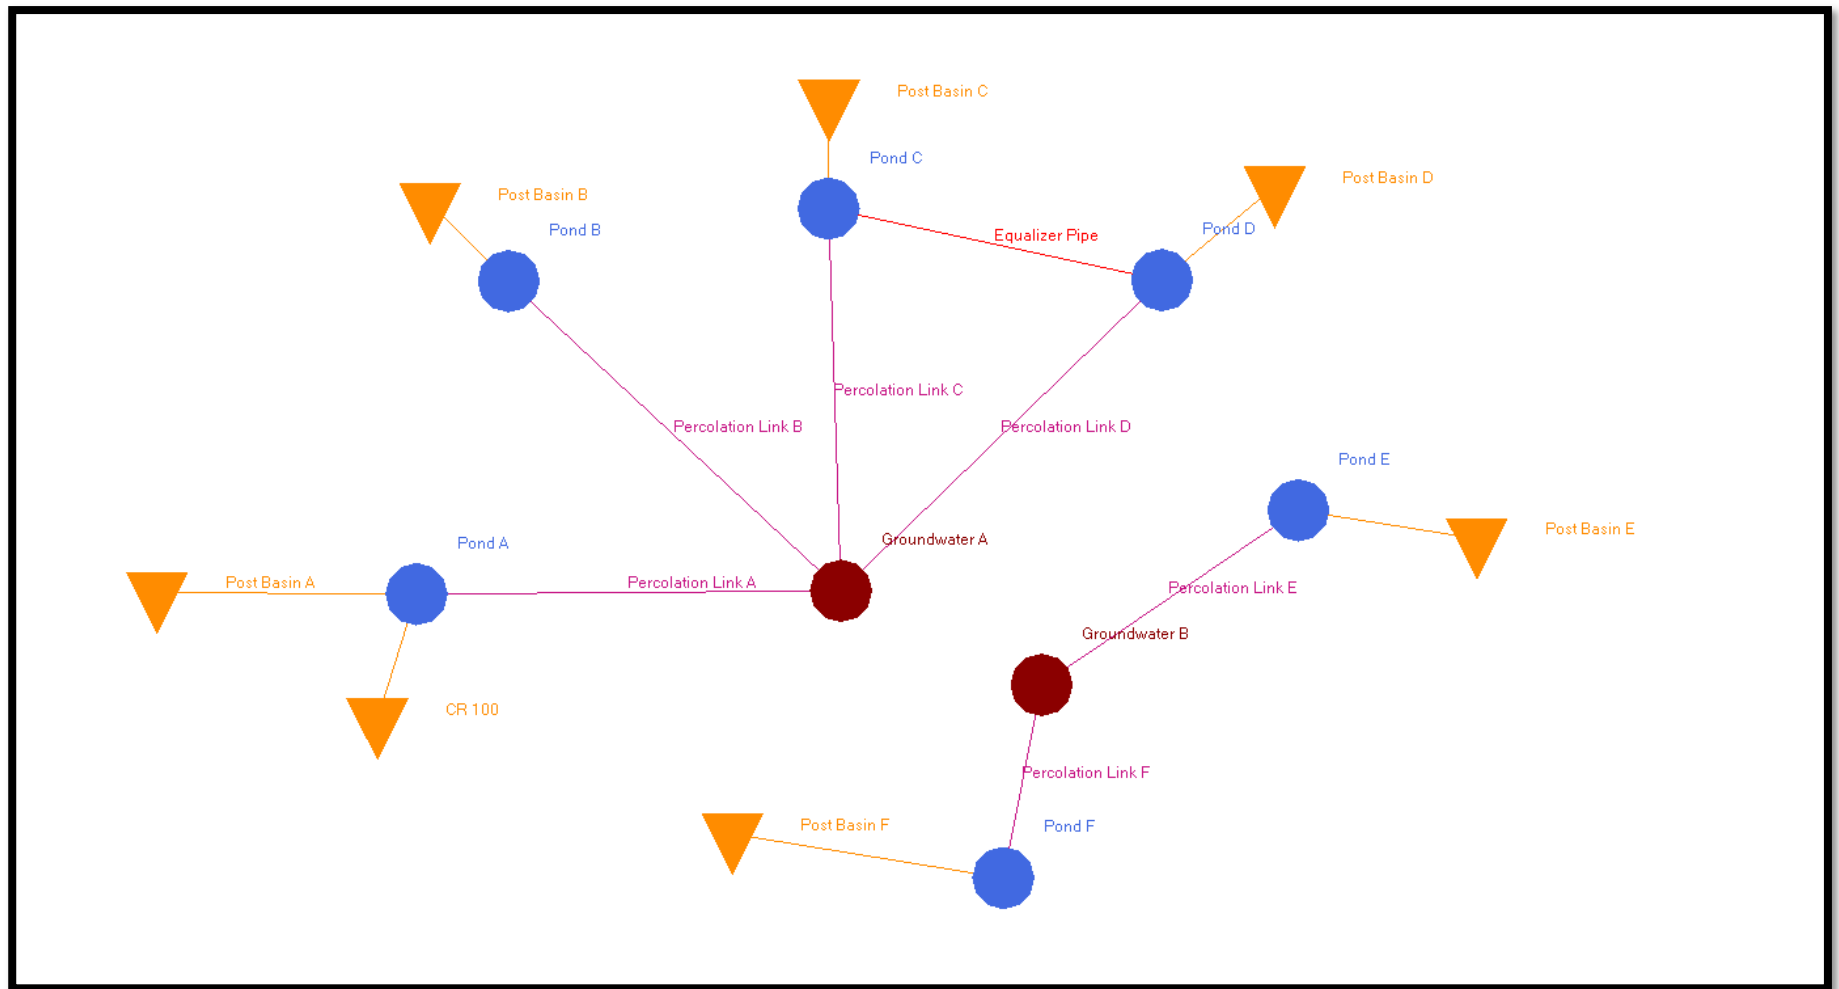 Post Basin C
Pond C
Post Basin D
Post Basin B
Pond B
Pond D
Equalizer Pipe
Percolation Link C
Percolation Link B
Percolation Link D
Pond E
Post Basin E
Groundwater A
Pond A
Post Basin A
Percolation Link A
Percolation Link E
Groundwater B
CR 100
Percolation Link F
Post Basin F
Pond F